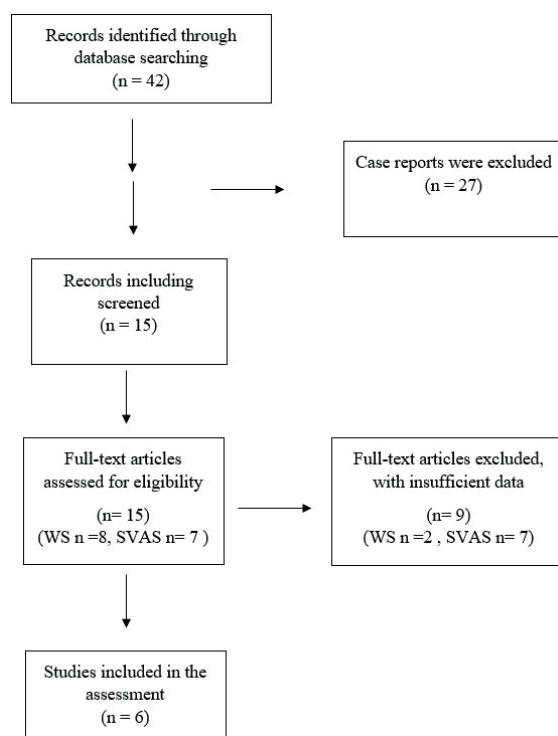 Records identified through
database searching
(n = 42)
Case reports were excluded
(n = 27)
Records including
screened
(n = 15)
Full-text articles
assessed for eligibility
(n= 15)
(WS n =8, SVAS n= 7 )
Full-text articles excluded,
with insufficient data
(n= 9)
(WS n =2 , SVAS n= 7)
Studies included in the
assessment
(n = 6)